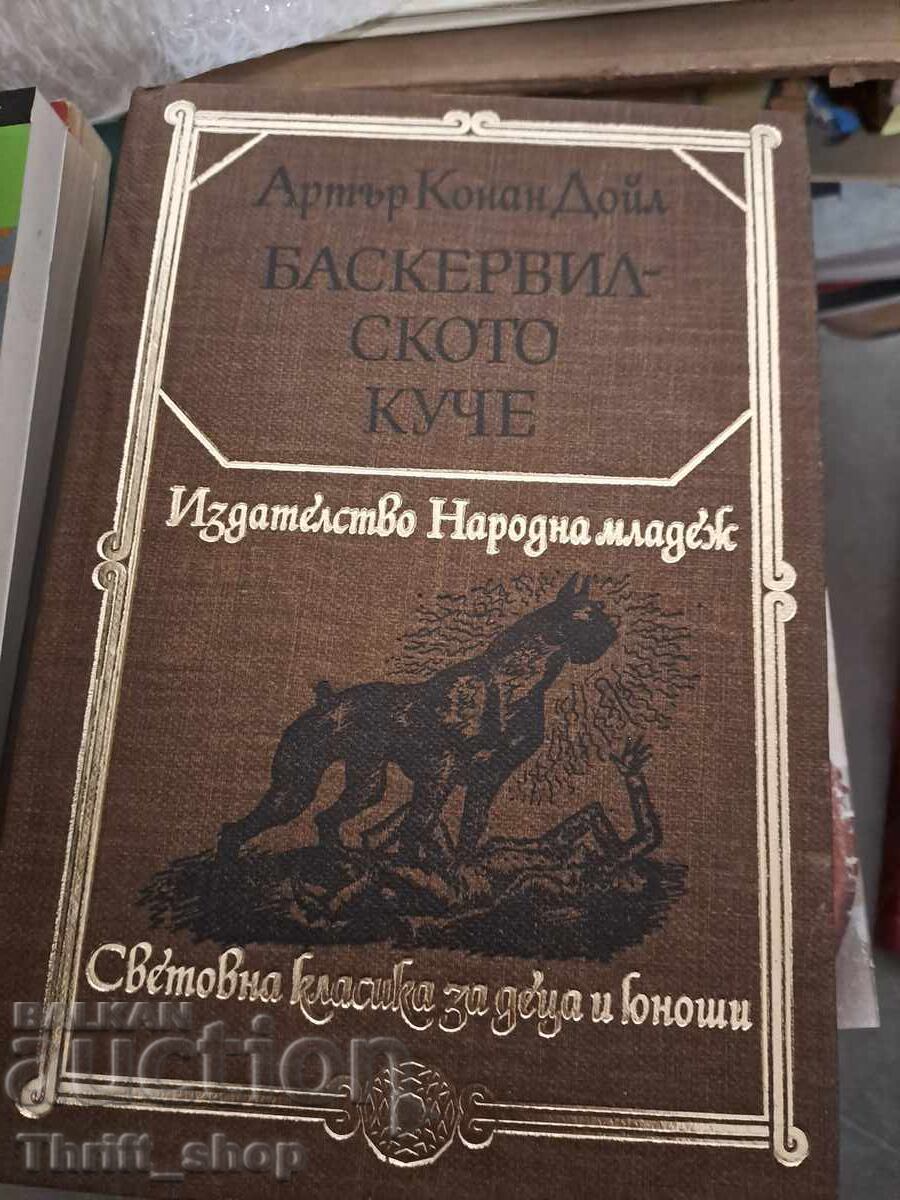 Артър Конан Дойл
БАСКЕРВИЛ-
СКОТО
КУЧЕ
Издателство Народна младеж
Световна класика за деца и юноши
BALKAN
auction
Thrift_shop